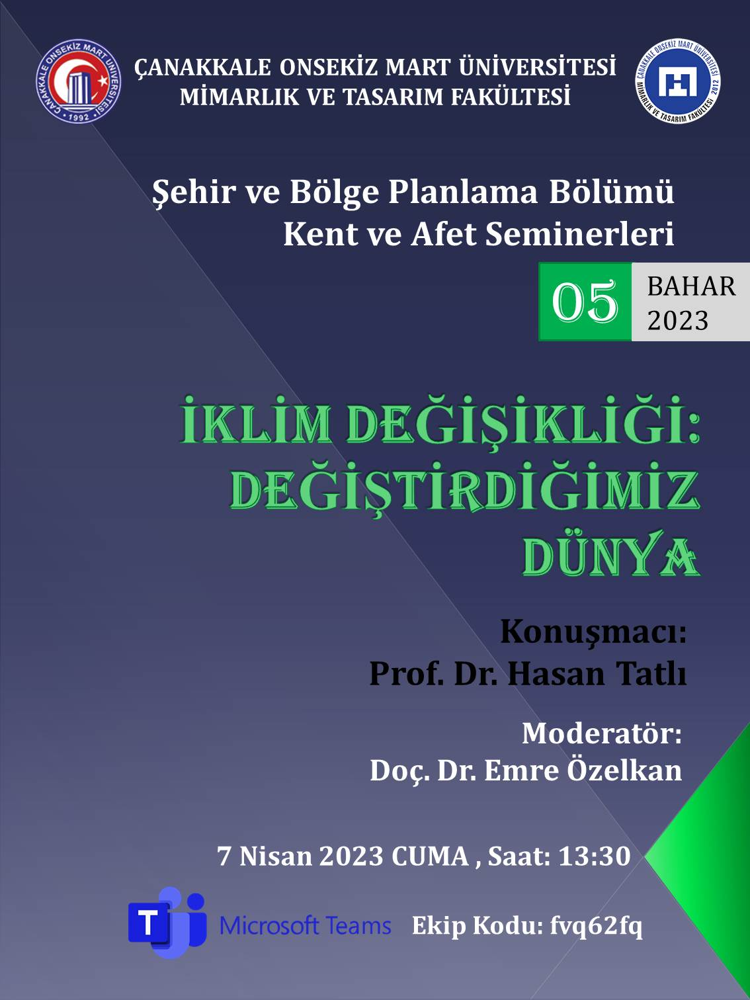 ÇANAKKALE ONSEKİZ MART ÜNİVERSİTESİ
MİMARLIK VE TASARIM FAKÜLTESİ
ÇANAKKALE ONSEKİZ MART ÜNİVERSİTESİ
1992
ÇANAKKALE ONSEKİZ MART ÜNİVERSİTESİ 2012
MİMARLIK VE TASARIM FAKÜLTESİ
Şehir ve Bölge Planlama Bölümü
Kent ve Afet Seminerleri
05
BAHAR
2023
İKLİM DEĞİŞİKLİĞİ:
DEĞİŞTİRDİĞİMİZ
DÜNYA
Konuşmacı:
Prof. Dr. Hasan Tatlı
Moderatör:
Doç. Dr. Emre Özelkan
7 Nisan 2023 CUMA , Saat: 13:30
T Microsoft Teams Ekip Kodu: fvq62fq